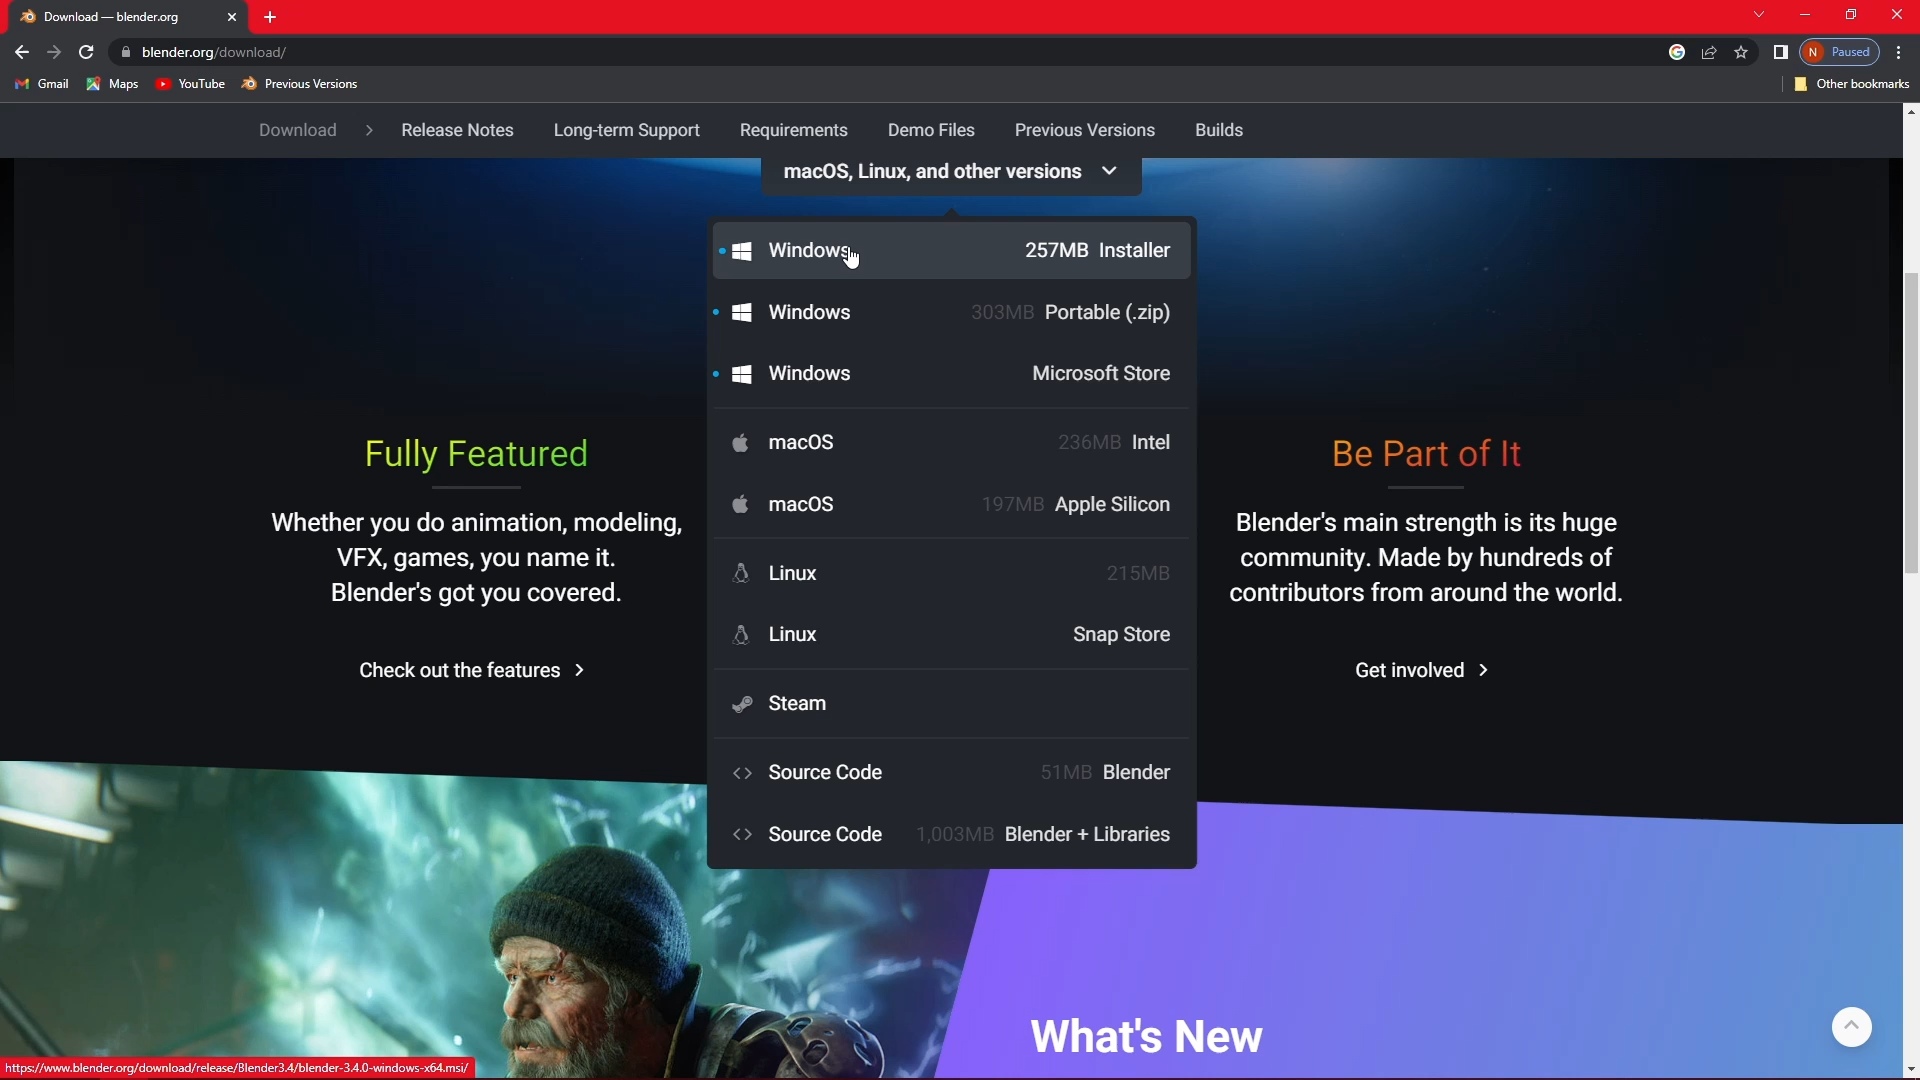 Download — blender.org
blender.org/download/
N Paused
Gmail Maps YouTube Previous Versions Other bookmarks
Download > Release Notes Long-term Support Requirements Demo Files Previous Versions Builds
macOS, Linux, and other versions
Windows 257MB Installer
Windows 303MB Portable (.zip)
Windows Microsoft Store
macOS 236MB Intel
macOS 197MB Apple Silicon
Linux 215MB
Linux Snap Store
Steam
Source Code 51MB Blender
Source Code 1,003MB Blender + Libraries
Fully Featured
Whether you do animation, modeling,
VFX, games, you name it.
Blender's got you covered.
Check out the features >
Be Part of It
Blender's main strength is its huge
community. Made by hundreds of
contributors from around the world.
Get involved >
What's New
https://www.blender.org/download/release/Blender3.4/blender-3.4.0-windows-x64.msi/